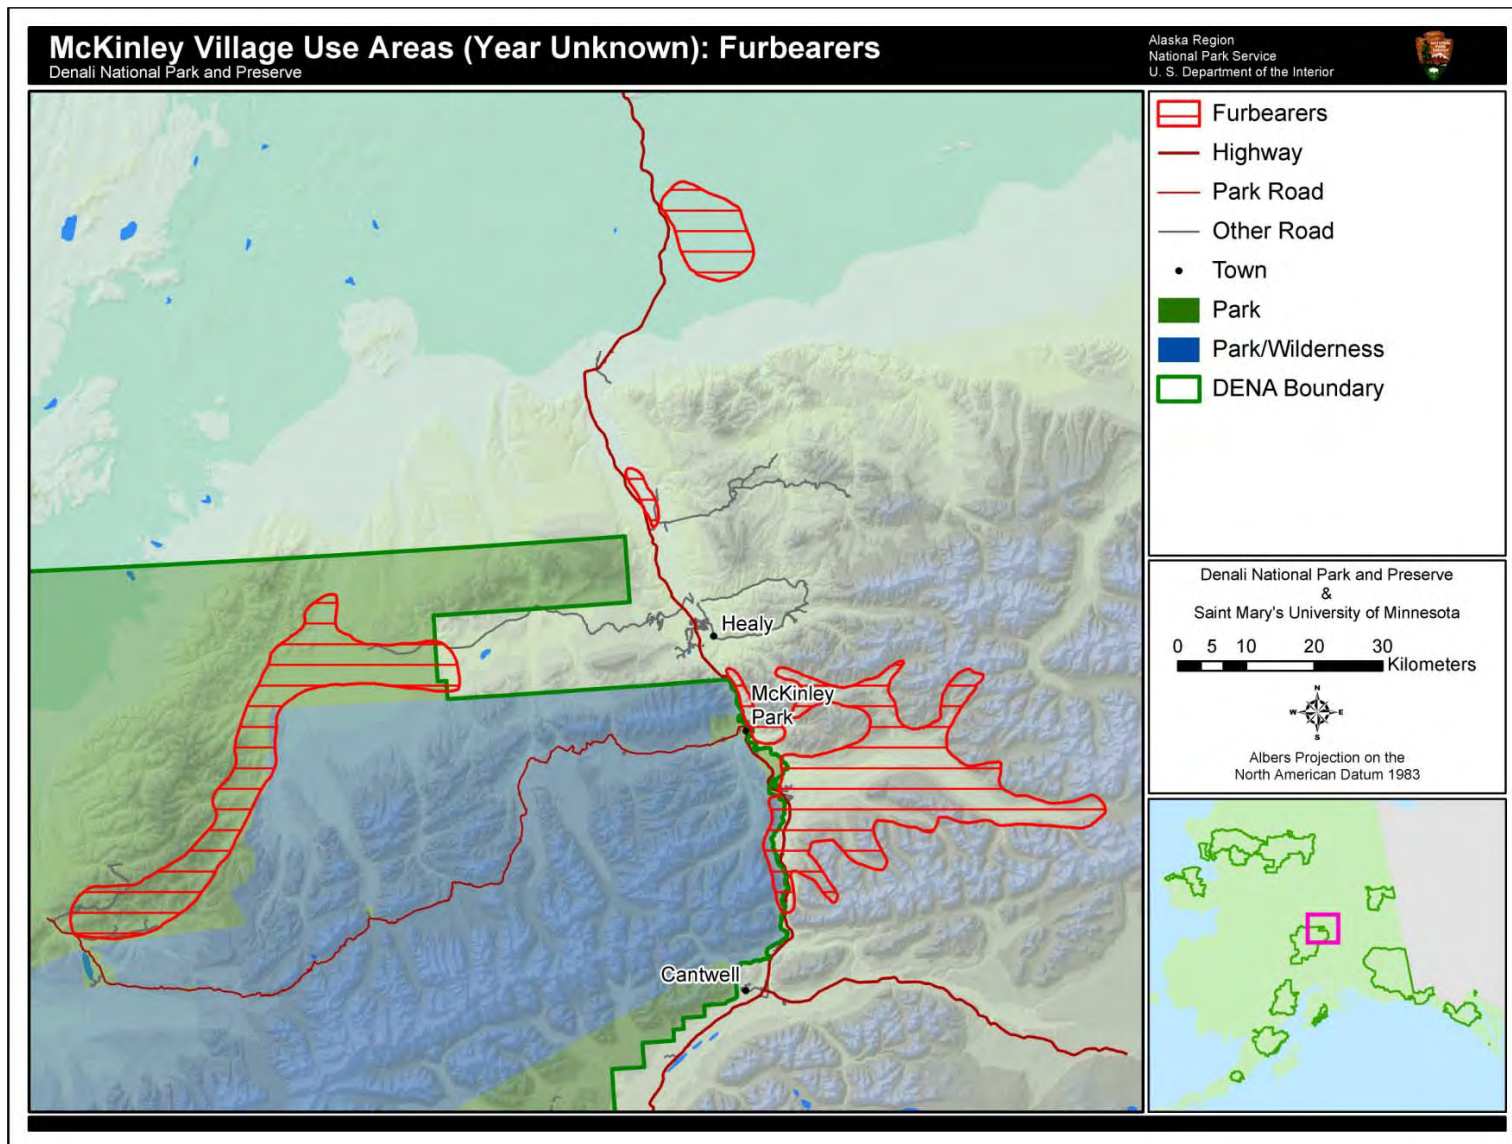 McKinley Village Use Areas (Year Unknown): Furbearers
Denali National Park and Preserve
Alaska Region
National Park Service
U. S. Department of the Interior
Furbearers
Highway
Park Road
Other Road
Town
Park
Park/Wilderness
DENA Boundary
Healy
McKinley
Park
Cantwell
Denali National Park and Preserve
&
Saint Mary's University of Minnesota
0 5 10 20 30
Kilometers
N
W E
S
Albers Projection on the
North American Datum 1983